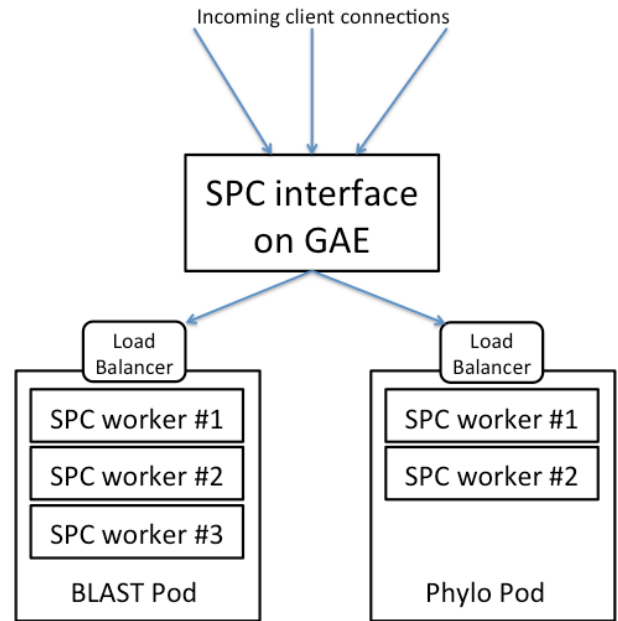 Incoming client connections
SPC interface
on GAE
Load
Balancer
SPC worker #1
SPC worker #2
SPC worker #3
BLAST Pod
Load
Balancer
SPC worker #1
SPC worker #2
Phylo Pod